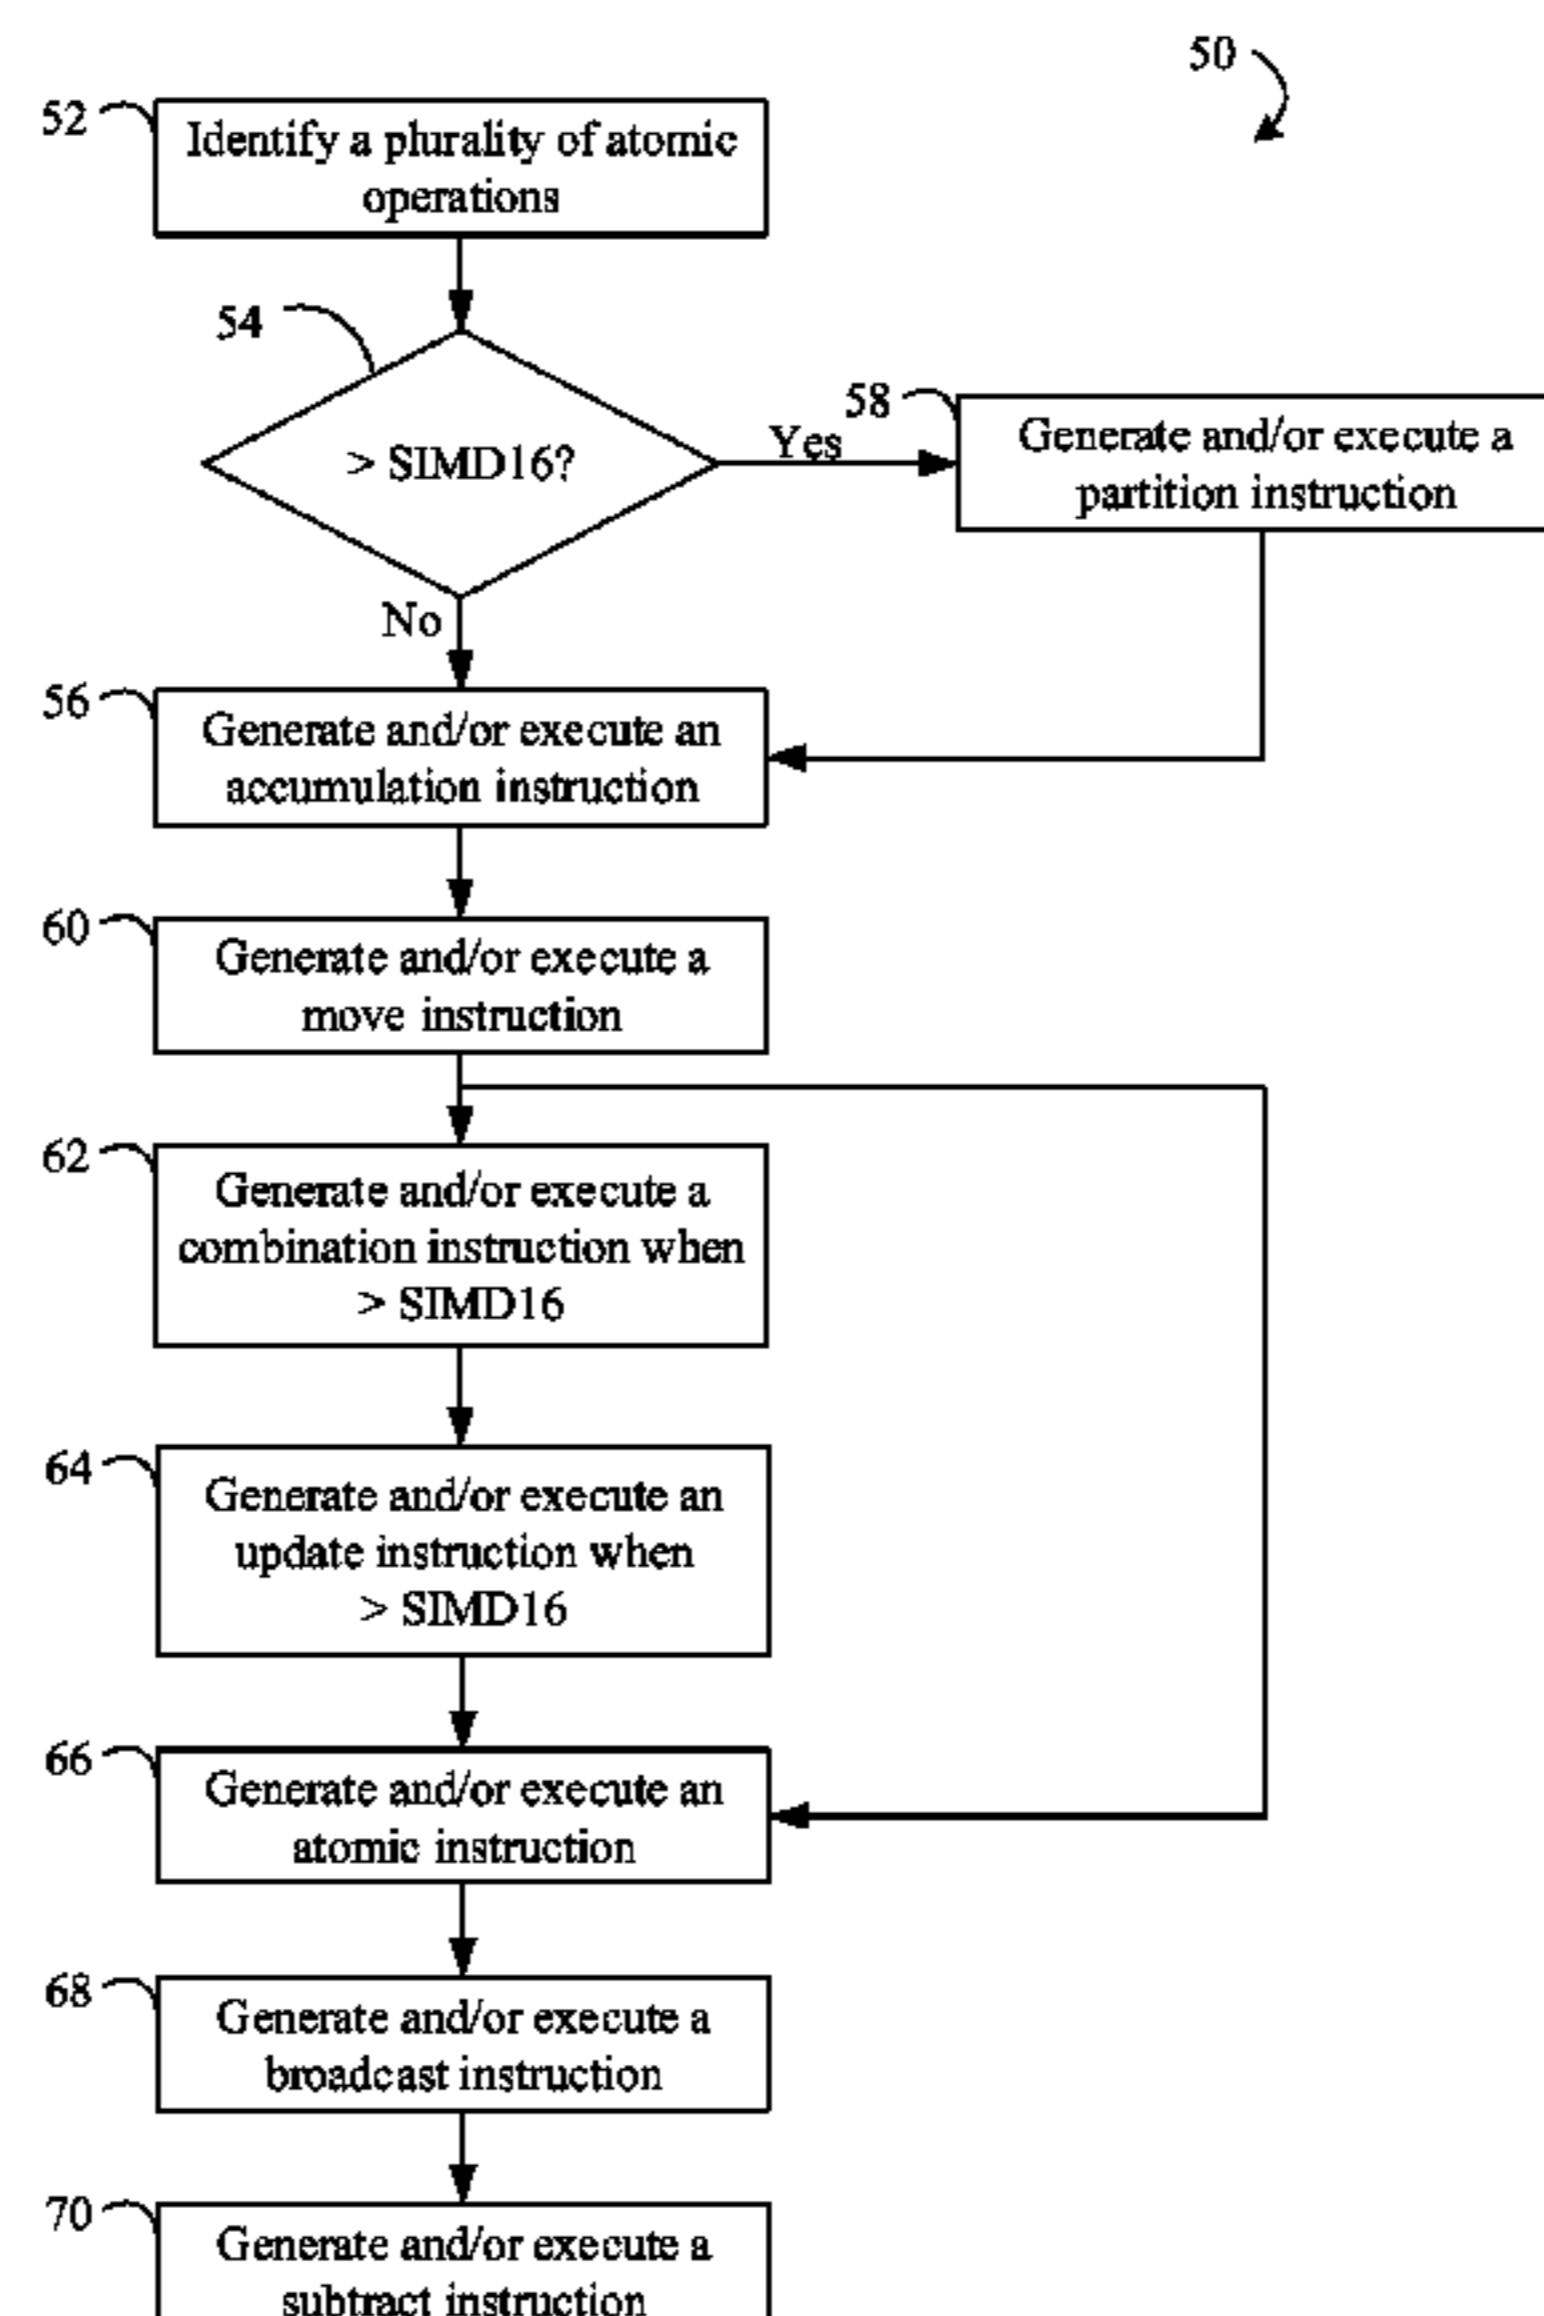 50
52
Identify a plurality of atomic
operations
54
> SIMD16?
Yes
58
Generate and/or execute a
partition instruction
No
56
Generate and/or execute an
accumulation instruction
60
Generate and/or execute a
move instruction
62
Generate and/or execute a
combination instruction when
> SIMD16
64
Generate and/or execute an
update instruction when
> SIMD16
66
Generate and/or execute an
atomic instruction
68
Generate and/or execute a
broadcast instruction
70
Generate and/or execute a
subtract instruction